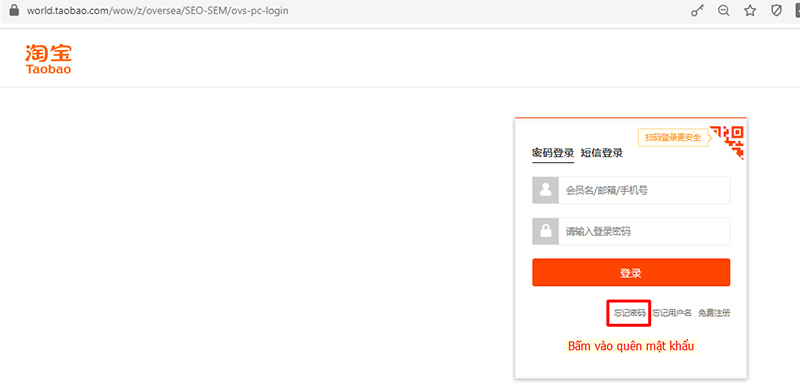 world.taobao.com/wow/z/oversea/SEO-SEM/ovs-pc-login
淘宝
Taobao
扫码登录更安全
密码登录 短信登录
会员名/邮箱/手机号
请输入登录密码
登录
忘记密码 忘记用户名 免费注册
Bấm vào quên mật khẩu